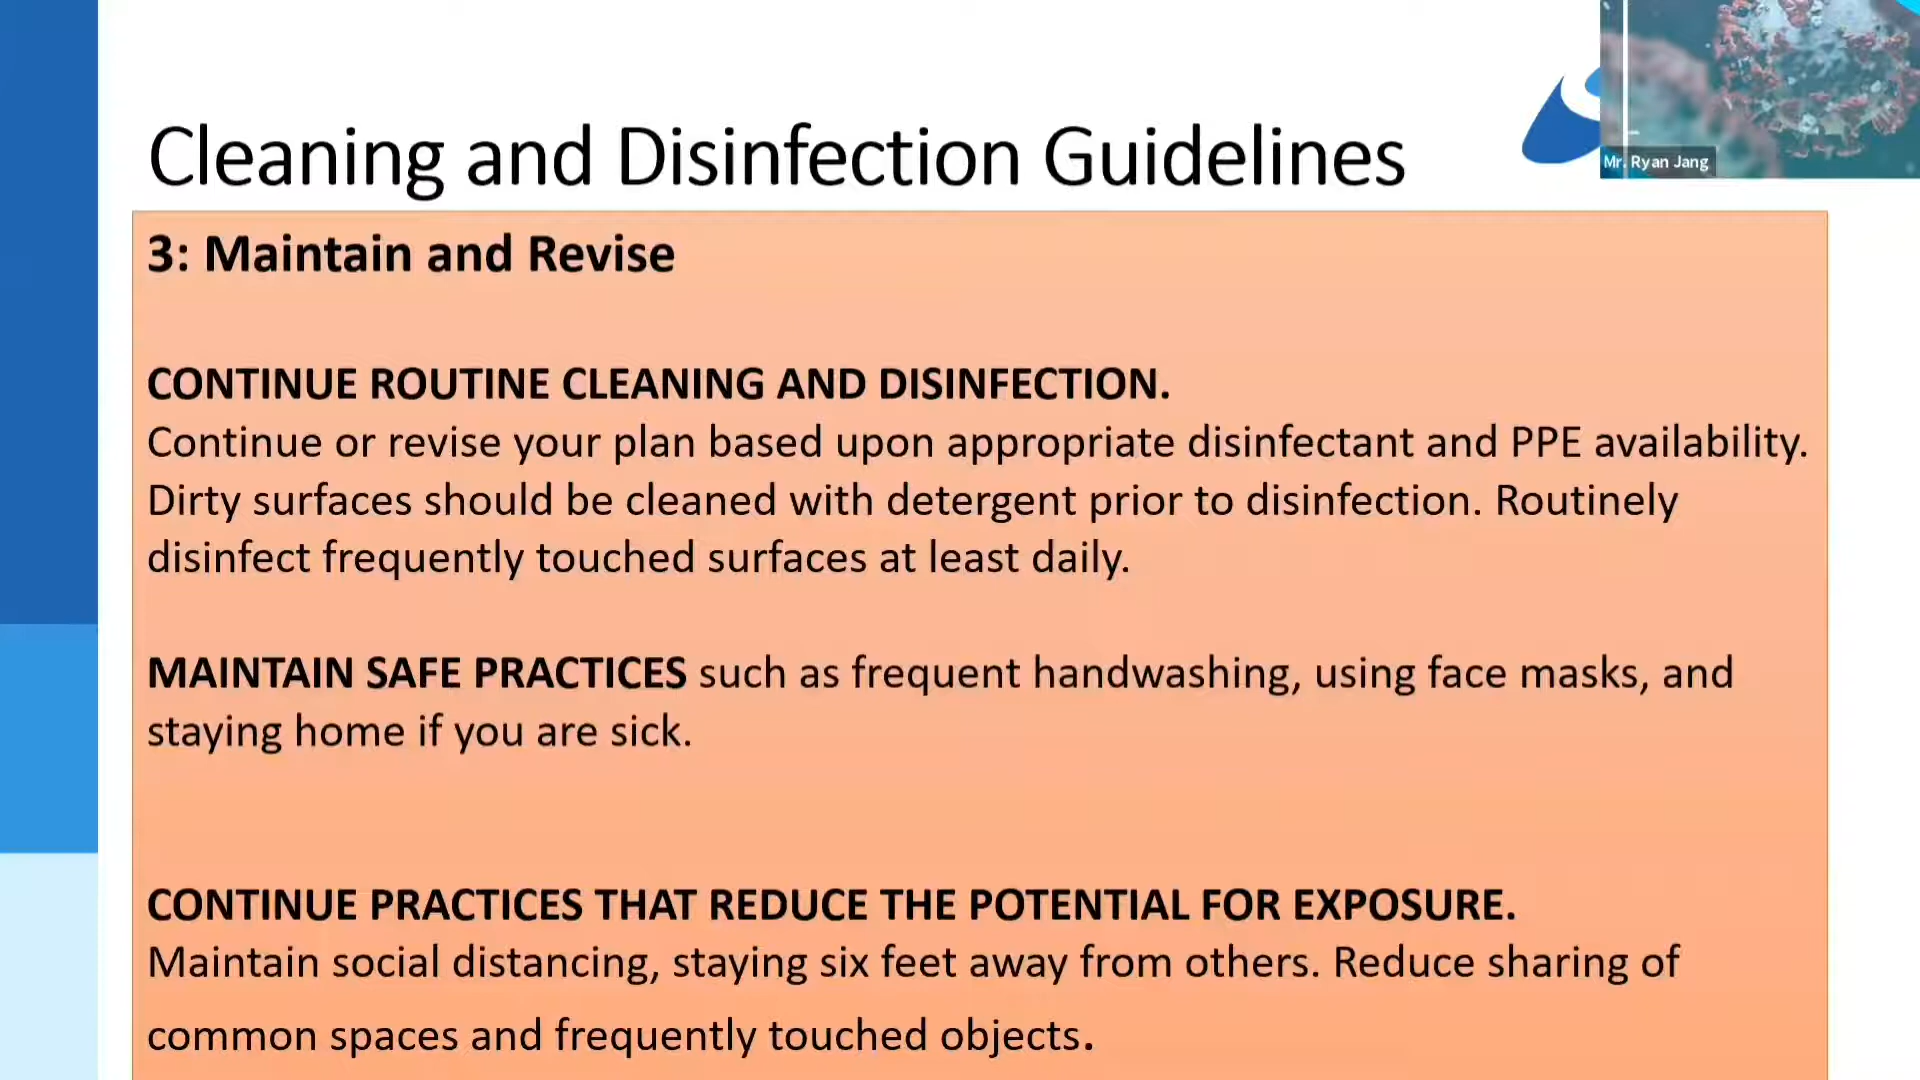 Cleaning and Disinfection Guidelines
Mr. Ryan Jang
3: Maintain and Revise
CONTINUE ROUTINE CLEANING AND DISINFECTION.
Continue or revise your plan based upon appropriate disinfectant and PPE availability.
Dirty surfaces should be cleaned with detergent prior to disinfection. Routinely
disinfect frequently touched surfaces at least daily.
MAINTAIN SAFE PRACTICES such as frequent handwashing, using face masks, and
staying home if you are sick.
CONTINUE PRACTICES THAT REDUCE THE POTENTIAL FOR EXPOSURE.
Maintain social distancing, staying six feet away from others. Reduce sharing of
common spaces and frequently touched objects.